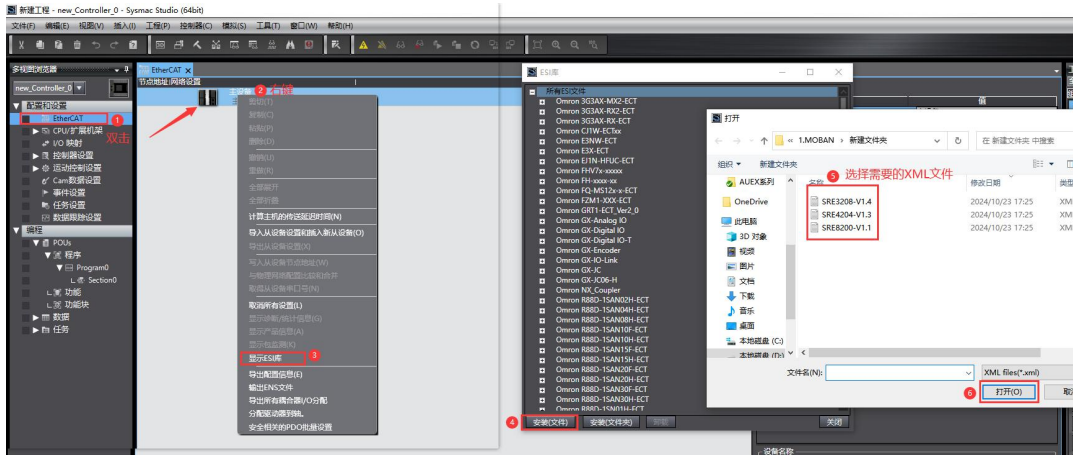 新建工程 - new_Controller_0 - Sysmac Studio (64bit)
文件(F) 编辑(E) 视图(V) 插入(I) 工程(P) 控制器(C) 模拟(S) 工具(T) 窗口(W) 帮助(H)
多视图浏览器
new_Controller_0
配置和设置
EtherCAT
1
双击
CPU/扩展机架
I/O 映射
控制器设置
运动控制设置
Cam数据设置
事件设置
任务设置
数据跟踪设置
编程
POUs
程序
Program0
Section0
功能
功能块
数据
任务
EtherCAT
节点地址|网络设置
主设备
2 右键
剪切(T)
复制(C)
粘贴(P)
删除(D)
撤销(U)
重做(R)
全部展开
全部折叠
计算主机的传送延迟时间(N)
导入从设备设置和插入新从设备(O)
导出从设备设置(X)
写入从设备节点地址(W)
与物理网络配置比较和合并
取得从设备串口号(N)
取消所有设置(L)
显示诊断/统计信息(G)
显示产品信息(A)
显示包监测(K)
显示ESI库
3
导出配置信息(E)
输出ENS文件
导出所有耦合器I/O分配
分配驱动器到轴。
安全相关的PDO批量设置
ESI库
所有ESI文件
Omron 3G3AX-MX2-ECT
Omron 3G3AX-RX2-ECT
Omron 3G3AX-RX-ECT
Omron CJ1W-ECTxx
Omron E3NW-ECT
Omron E3X-ECT
Omron EJ1N-HFUC-ECT
Omron FHV7x-xxxxx
Omron FH-xxxx-xx
Omron FQ-MS12x-x-ECT
Omron FZM1-XXX-ECT
Omron GRT1-ECT_Ver2_0
Omron GX-Analog IO
Omron GX-Digital IO
Omron GX-Digital IO-T
Omron GX-Encoder
Omron GX-IO-Link
Omron GX-JC
Omron GX-JC06-H
Omron NX_Coupler
Omron R88D-1SAN02H-ECT
Omron R88D-1SAN04H-ECT
Omron R88D-1SAN08H-ECT
Omron R88D-1SAN10F-ECT
Omron R88D-1SAN10H-ECT
Omron R88D-1SAN15F-ECT
Omron R88D-1SAN15H-ECT
Omron R88D-1SAN20F-ECT
Omron R88D-1SAN20H-ECT
Omron R88D-1SAN30F-ECT
Omron R88D-1SAN30H-ECT
Omron R88D-1SN01H-ECT
4
安装(文件) 安装(文件夹) 卸载 关闭
值
打开
« 1.MOBAN › 新建文件夹
在 新建文件夹 中搜索
组织 新建文件夹
AUEX系列
OneDrive
此电脑
3D 对象
视频
图片
文档
下载
音乐
桌面
本地磁盘 (C:)
本地磁盘 (D:)
5 选择需要的XML文件
名称 修改日期 类型
SRE3208-V1.4 2024/10/23 17:25 XM
SRE4204-V1.3 2024/10/23 17:25 XM
SRE8200-V1.1 2024/10/23 17:25 XM
文件名(N): XML files(*.xml)
6
打开(O) 取消
设备名称